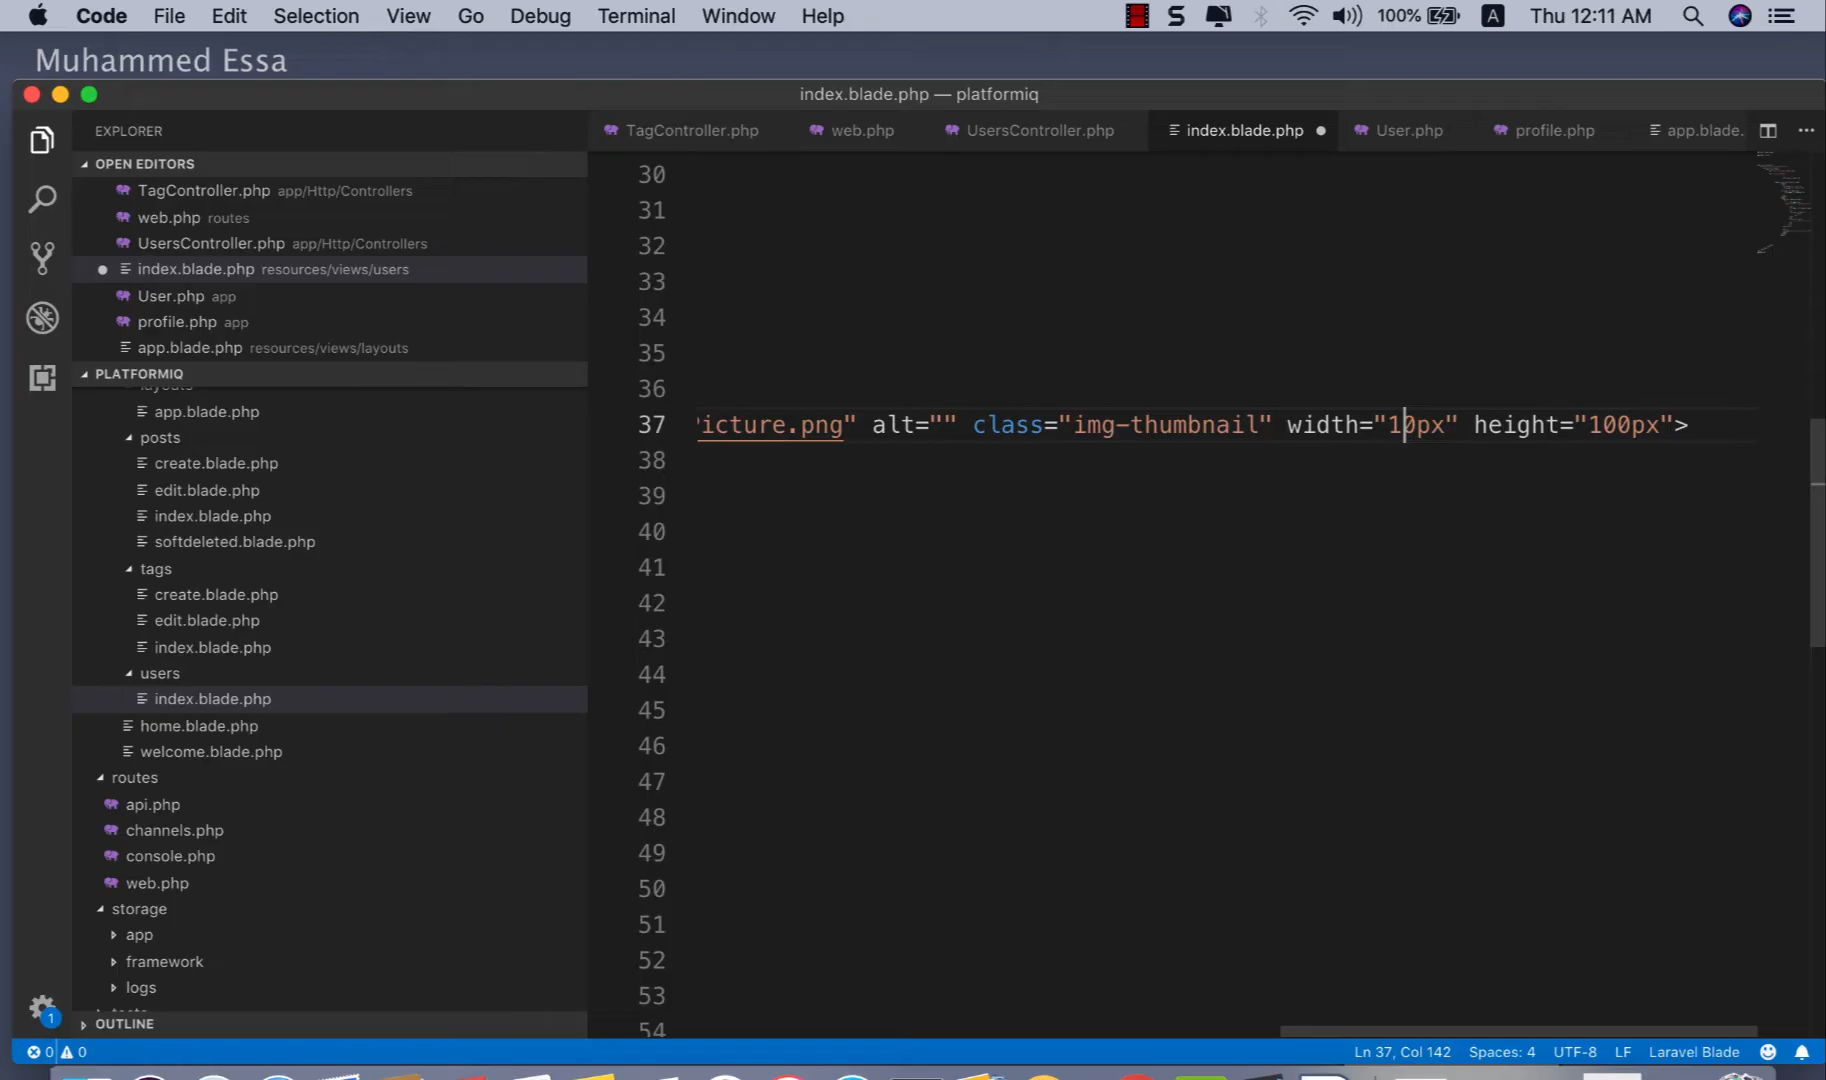 Code File Edit Selection View Go Debug Terminal Window Help 100% A Thu 12:11 AM
Muhammed Essa
index.blade.php — platformiq
EXPLORER
TagController.php web.php UsersController.php index.blade.php User.php profile.php app.blade.
OPEN EDITORS
TagController.php app/Http/Controllers
web.php routes
UsersController.php app/Http/Controllers
index.blade.php resources/views/users
User.php app
profile.php app
app.blade.php resources/views/layouts
PLATFORMIQ
layouts
app.blade.php
posts
create.blade.php
edit.blade.php
index.blade.php
softdeleted.blade.php
tags
create.blade.php
edit.blade.php
index.blade.php
users
index.blade.php
home.blade.php
welcome.blade.php
routes
api.php
channels.php
console.php
web.php
storage
app
framework
logs
OUTLINE
30
31
32
33
34
35
36
37 icture.png" alt="" class="img-thumbnail" width="10px" height="100px">
38
39
40
41
42
43
44
45
46
47
48
49
50
51
52
53
54
1
0 0 Ln 37, Col 142 Spaces: 4 UTF-8 LF Laravel Blade